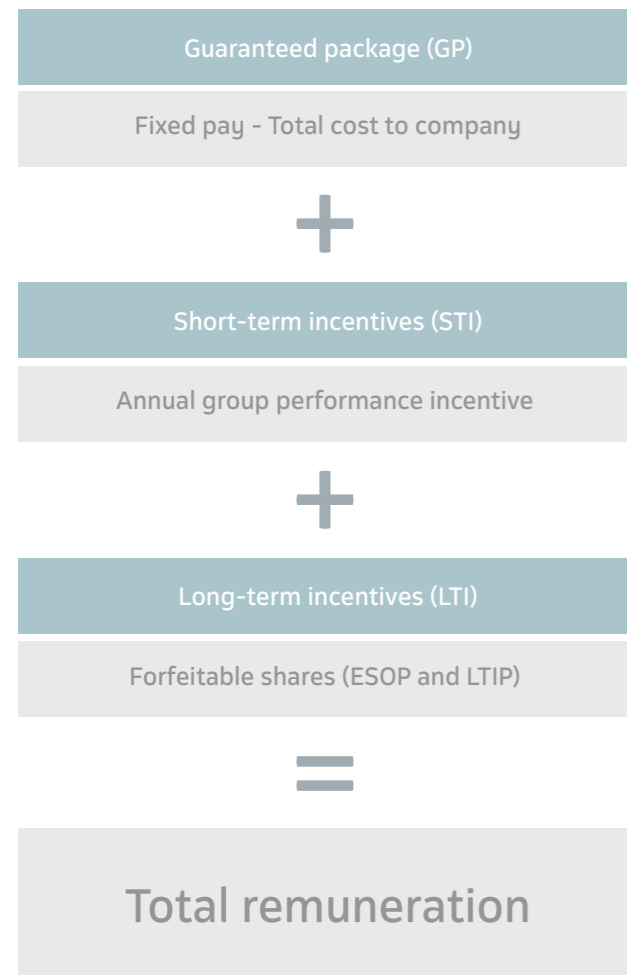 Guaranteed package (GP)
Fixed pay - Total cost to company
+
Short-term incentives (STI)
Annual group performance incentive
+
Long-term incentives (LTI)
Forfeitable shares (ESOP and LTIP)
=
Total remuneration